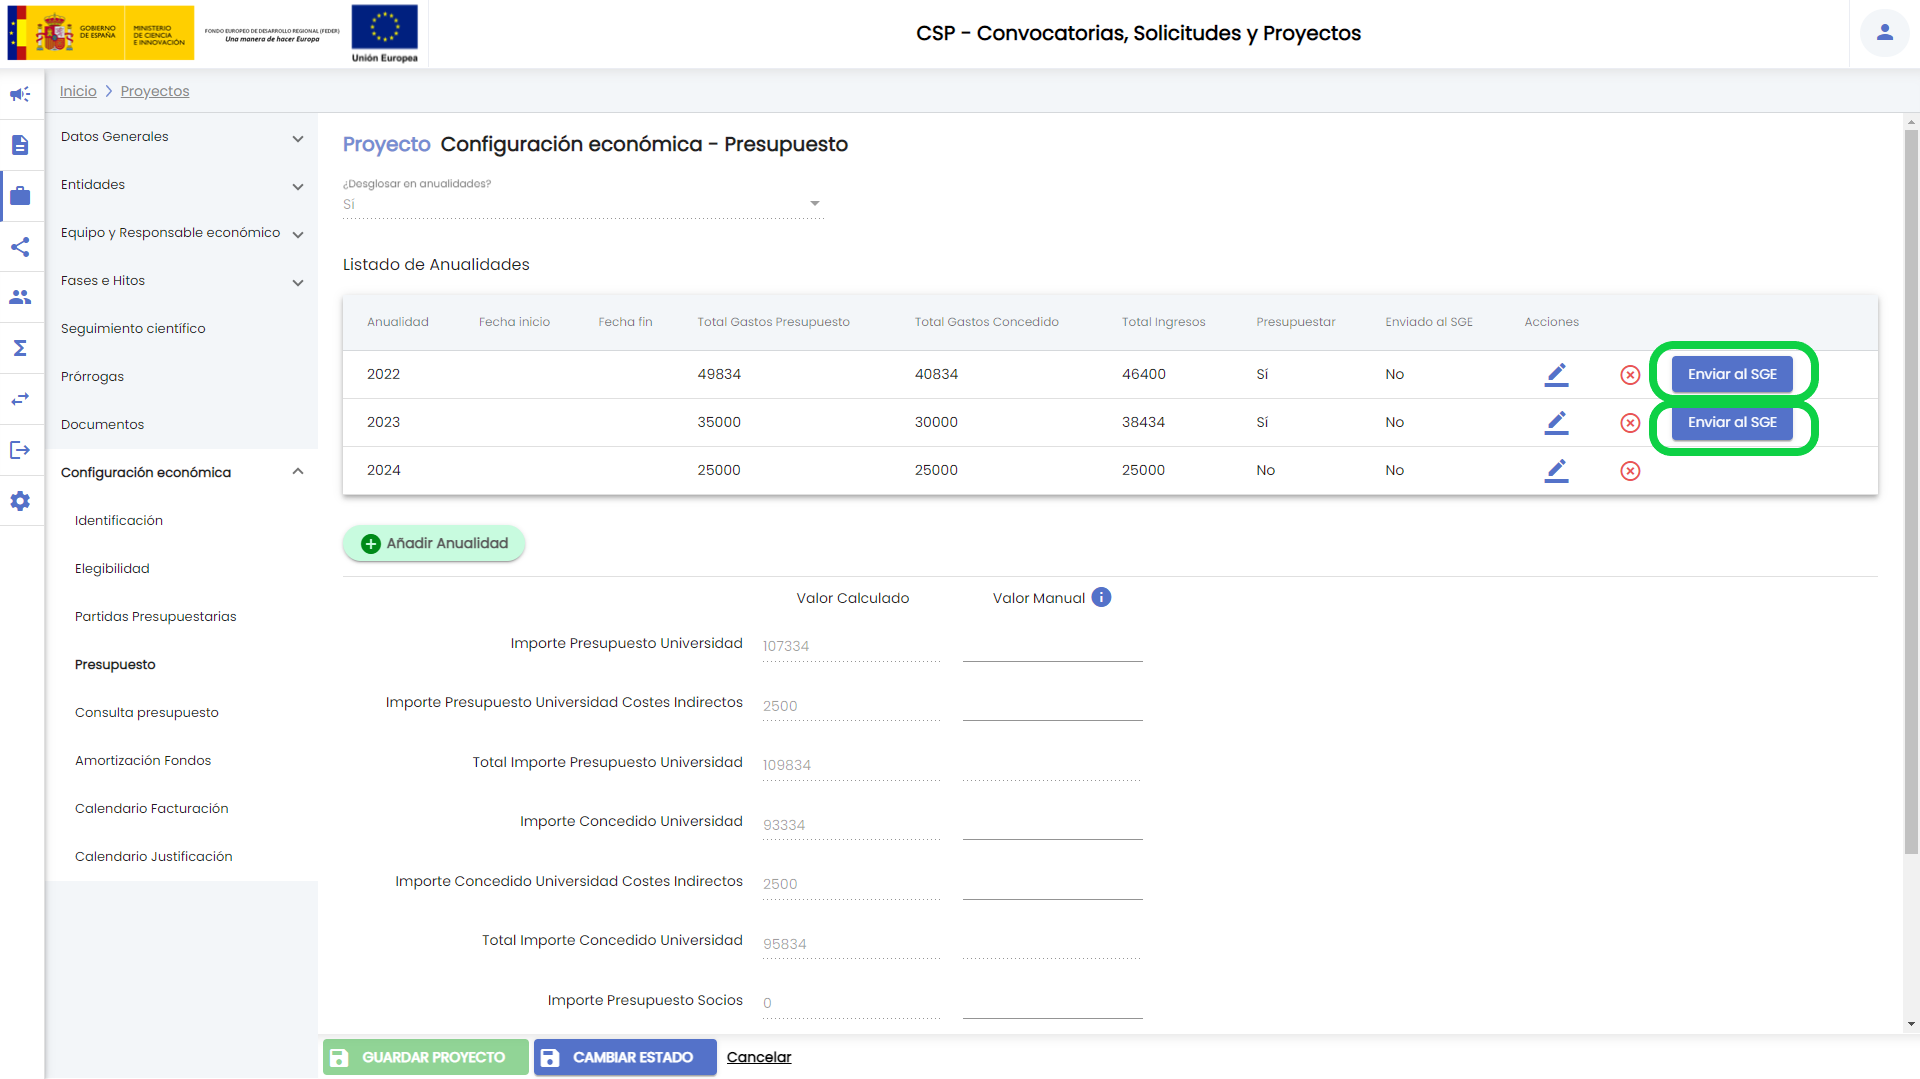 GOBIERNO
DE ESPAÑA
MINISTERIO
DE CIENCIA
E INNOVACIÓN
FONDO EUROPEO DE DESARROLLO REGIONAL (FEDER)
Una manera de hacer Europa
Unión Europea
CSP - Convocatorias, Solicitudes y Proyectos
Inicio > Proyectos
Datos Generales
Entidades
Equipo y Responsable económico
Fases e Hitos
Seguimiento científico
Prórrogas
Documentos
Configuración económica
Identificación
Elegibilidad
Partidas Presupuestarias
Presupuesto
Consulta presupuesto
Amortización Fondos
Calendario Facturación
Calendario Justificación
Proyecto Configuración económica - Presupuesto
¿Desglosar en anualidades?
Sí
Listado de Anualidades
Anualidad Fecha inicio Fecha fin Total Gastos Presupuesto Total Gastos Concedido Total Ingresos Presupuestar Enviado al SGE Acciones
2022 49834 40834 46400 Sí No Enviar al SGE
2023 35000 30000 38434 Sí No Enviar al SGE
2024 25000 25000 25000 No No
Añadir Anualidad
Valor Calculado Valor Manual i
Importe Presupuesto Universidad 107334
Importe Presupuesto Universidad Costes Indirectos 2500
Total Importe Presupuesto Universidad 109834
Importe Concedido Universidad 93334
Importe Concedido Universidad Costes Indirectos 2500
Total Importe Concedido Universidad 95834
Importe Presupuesto Socios 0
GUARDAR PROYECTO CAMBIAR ESTADO Cancelar